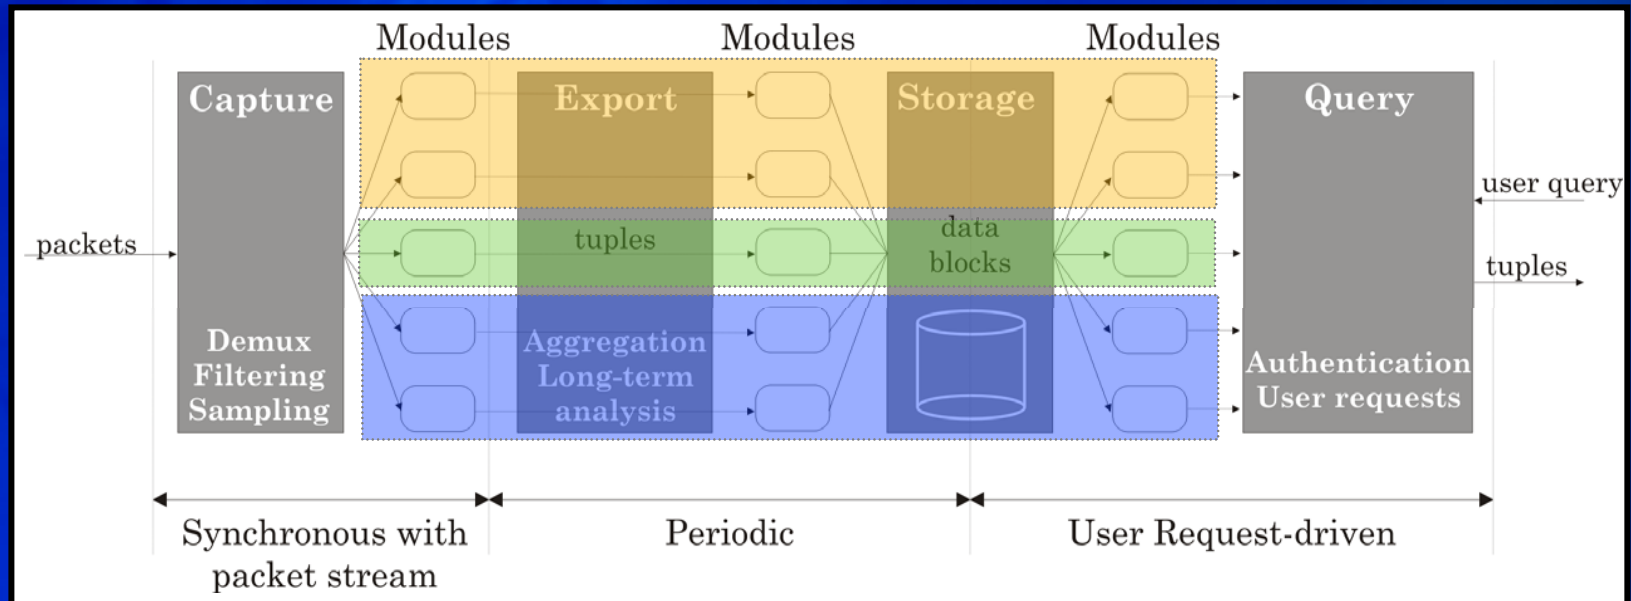 Modules
Modules
Modules
Capture
Export
Storage
Query
user query
packets
tuples
data
blocks
tuples
Demux
Filtering
Sampling
Aggregation
Long-term
analysis
Authentication
User requests
Synchronous with
packet stream
Periodic
User Request-driven